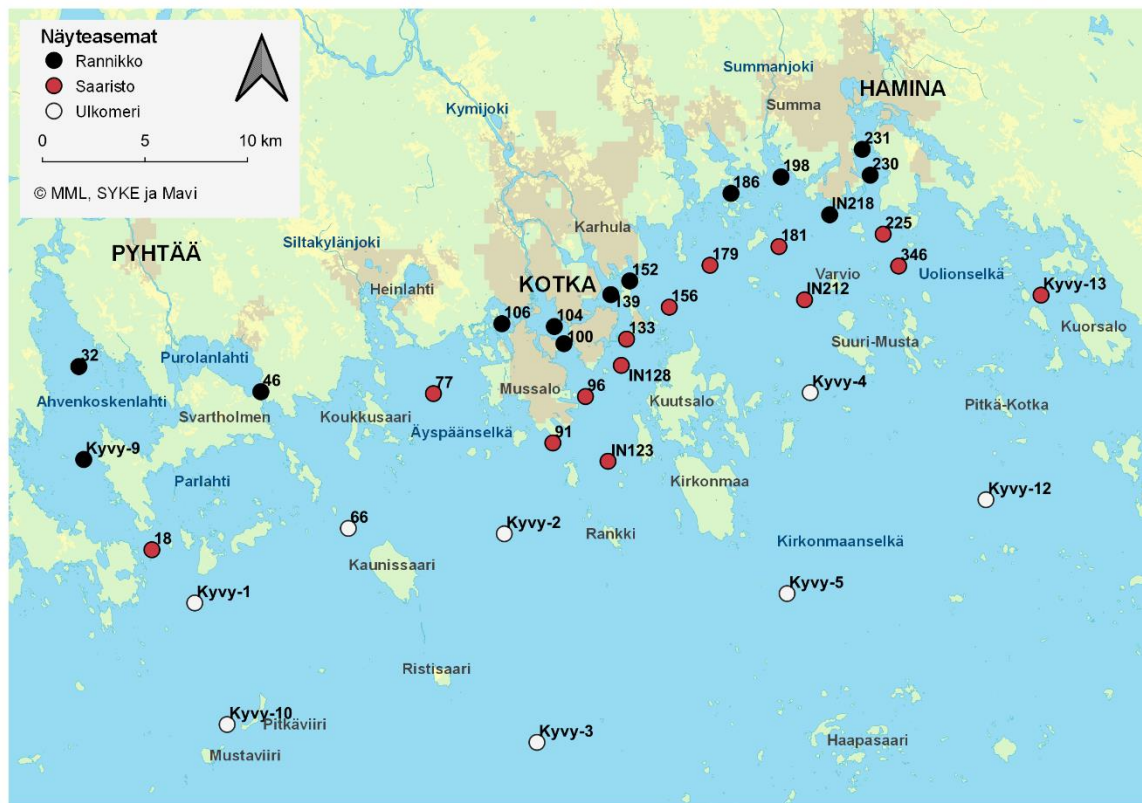 Näyteasemat
Rannikko
Saaristo
Ulkomeri
0 5 10 km
© MML, SYKE ja Mavi
Summanjoki
HAMINA
Summa
Kymijoki
231
198
230
186
IN218
Karhula
225
Siltakylänjoki
181
PYHTÄÄ
179
346
Uolionselkä
Varvio
152
KOTKA
Heinlahti
Kyvy-13
139
IN212
156
106
104
Kuorsalo
133
100
Suuri-Musta
Purolanlahti
32
IN128
46
Kyvy-4
77
Mussalo
96
Ahvenkoskenlahti
Kuutsalo
Pitkä-Kotka
Svartholmen
Koukkusaari
Äyspäänselkä
91
Kyvy-9
IN123
Kirkonmaa
Parlahti
Kyvy-12
66
Kyvy-2
Rankki
18
Kirkonmaanselkä
Kaunissaari
Kyvy-5
Kyvy-1
Ristisaari
Kyvy-10
Pitkäviiri
Kyvy-3
Haapasaari
Mustaviiri